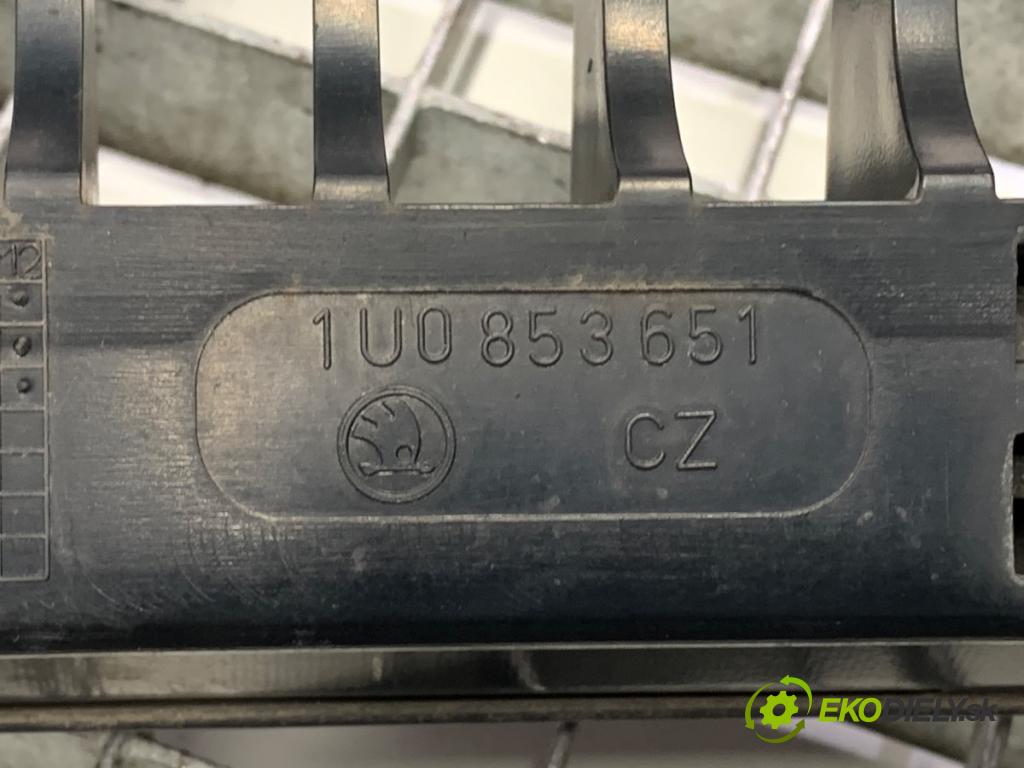 12
1U0 853 651
CZ
EKODIELY.sk